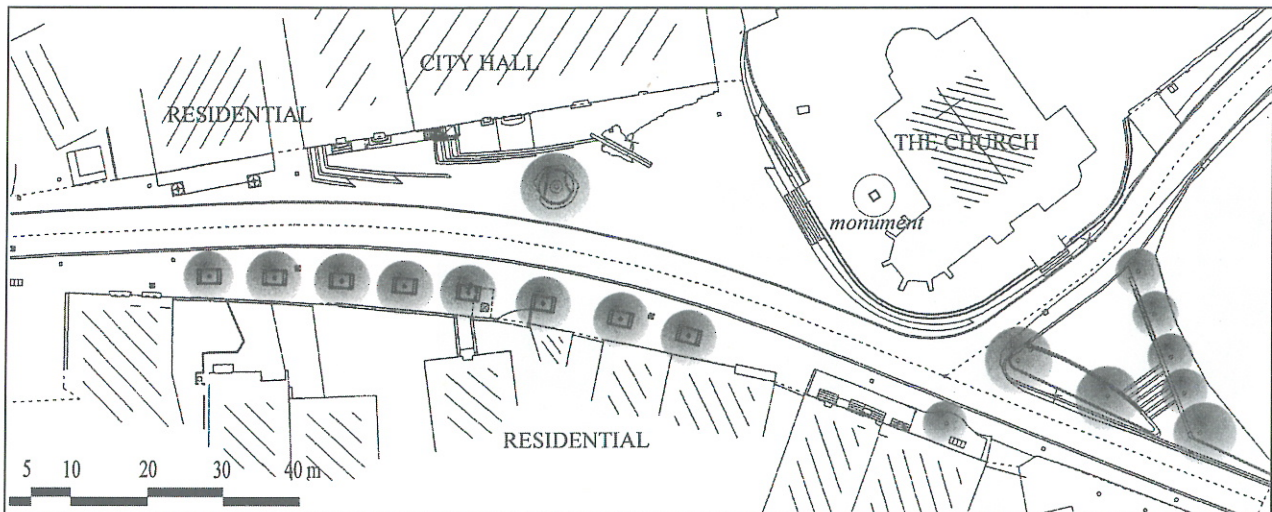 CITY HALL
RESIDENTIAL
THE CHURCH
monument
RESIDENTIAL
5 10 20 30 40 m